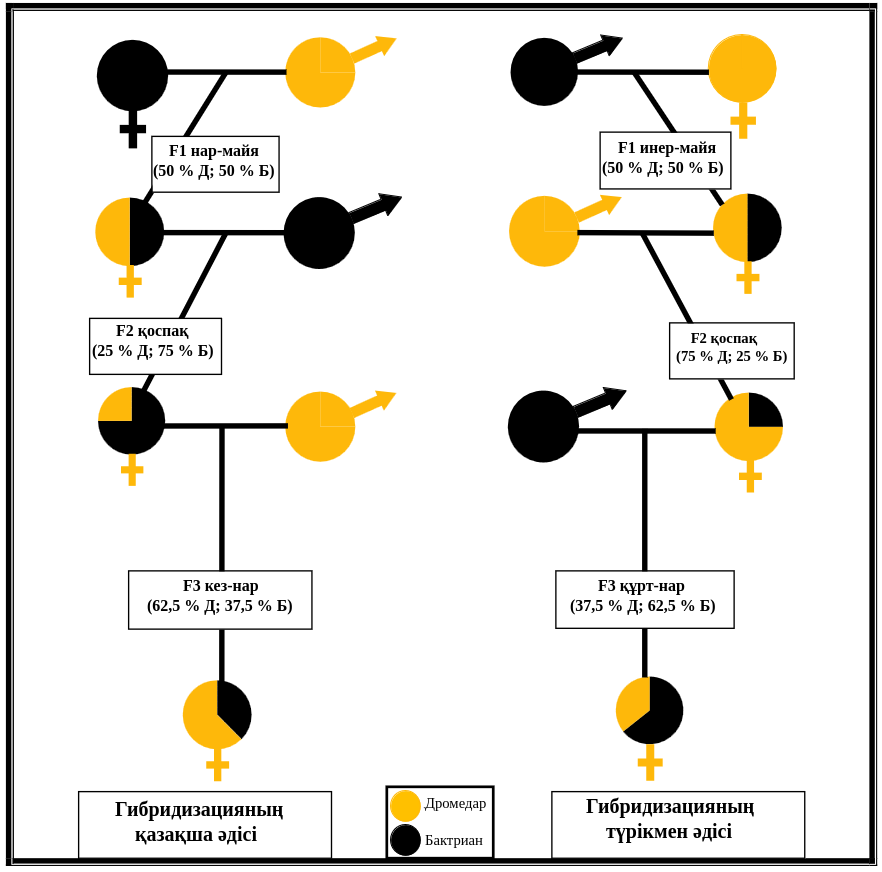 F1 нар-майя
(50 % Д; 50 % Б)
F1 инер-майя
(50 % Д; 50 % Б)
F2 қоспақ
(25 % Д; 75 % Б)
F2 қоспақ
(75 % Д; 25 % Б)
F3 кез-нар
(62,5 % Д; 37,5 % Б)
F3 құрт-нар
(37,5 % Д; 62,5 % Б)
Гибридизацияның
қазақша әдісі
Дромедар
Бактриан
Гибридизацияның
түрікмен әдісі